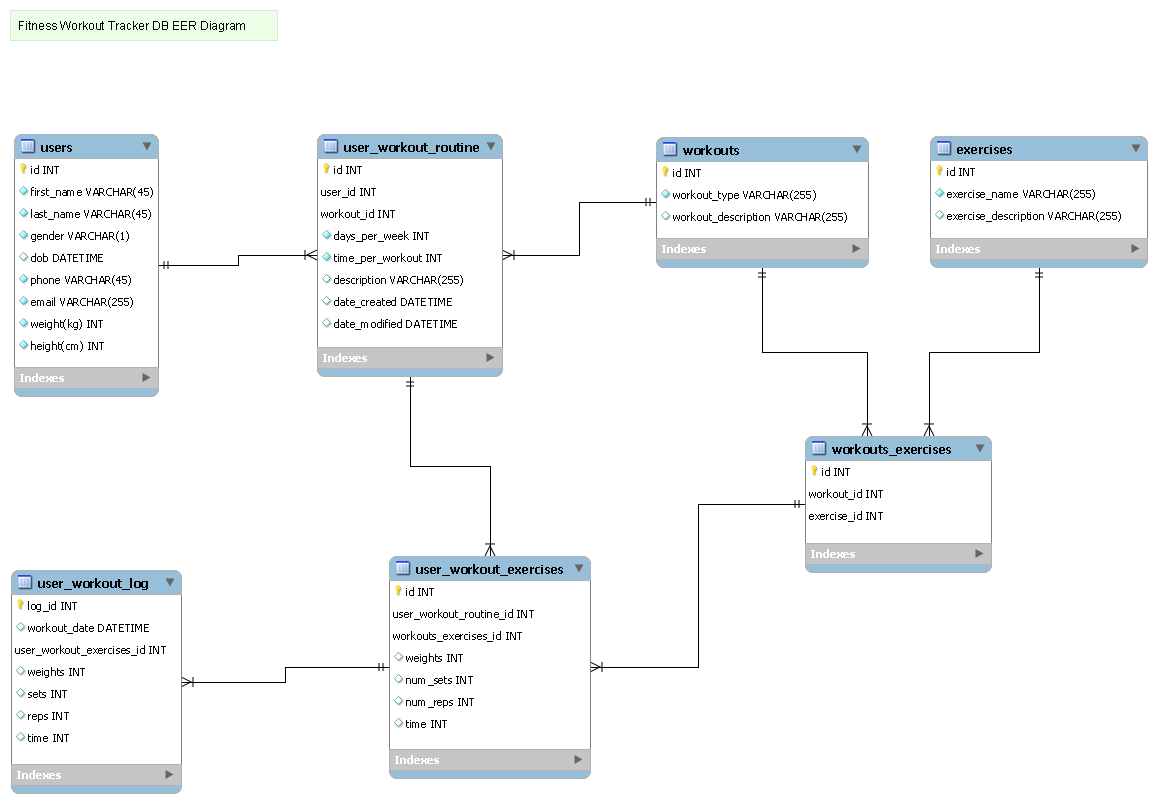 Fitness Workout Tracker DB EER Diagram
users
id INT
first_name VARCHAR(45)
last_name VARCHAR(45)
gender VARCHAR(1)
dob DATETIME
phone VARCHAR(45)
email VARCHAR(255)
weight(kg) INT
height(cm) INT
Indexes
user_workout_routine
id INT
user_id INT
workout_id INT
days_per_week INT
time_per_workout INT
description VARCHAR(255)
date_created DATETIME
date_modified DATETIME
Indexes
workouts
id INT
workout_type VARCHAR(255)
workout_description VARCHAR(255)
Indexes
exercises
id INT
exercise_name VARCHAR(255)
exercise_description VARCHAR(255)
Indexes
workouts_exercises
id INT
workout_id INT
exercise_id INT
Indexes
user_workout_log
log_id INT
workout_date DATETIME
user_workout_exercises_id INT
weights INT
sets INT
reps INT
time INT
Indexes
user_workout_exercises
id INT
user_workout_routine_id INT
workouts_exercises_id INT
weights INT
num_sets INT
num_reps INT
time INT
Indexes